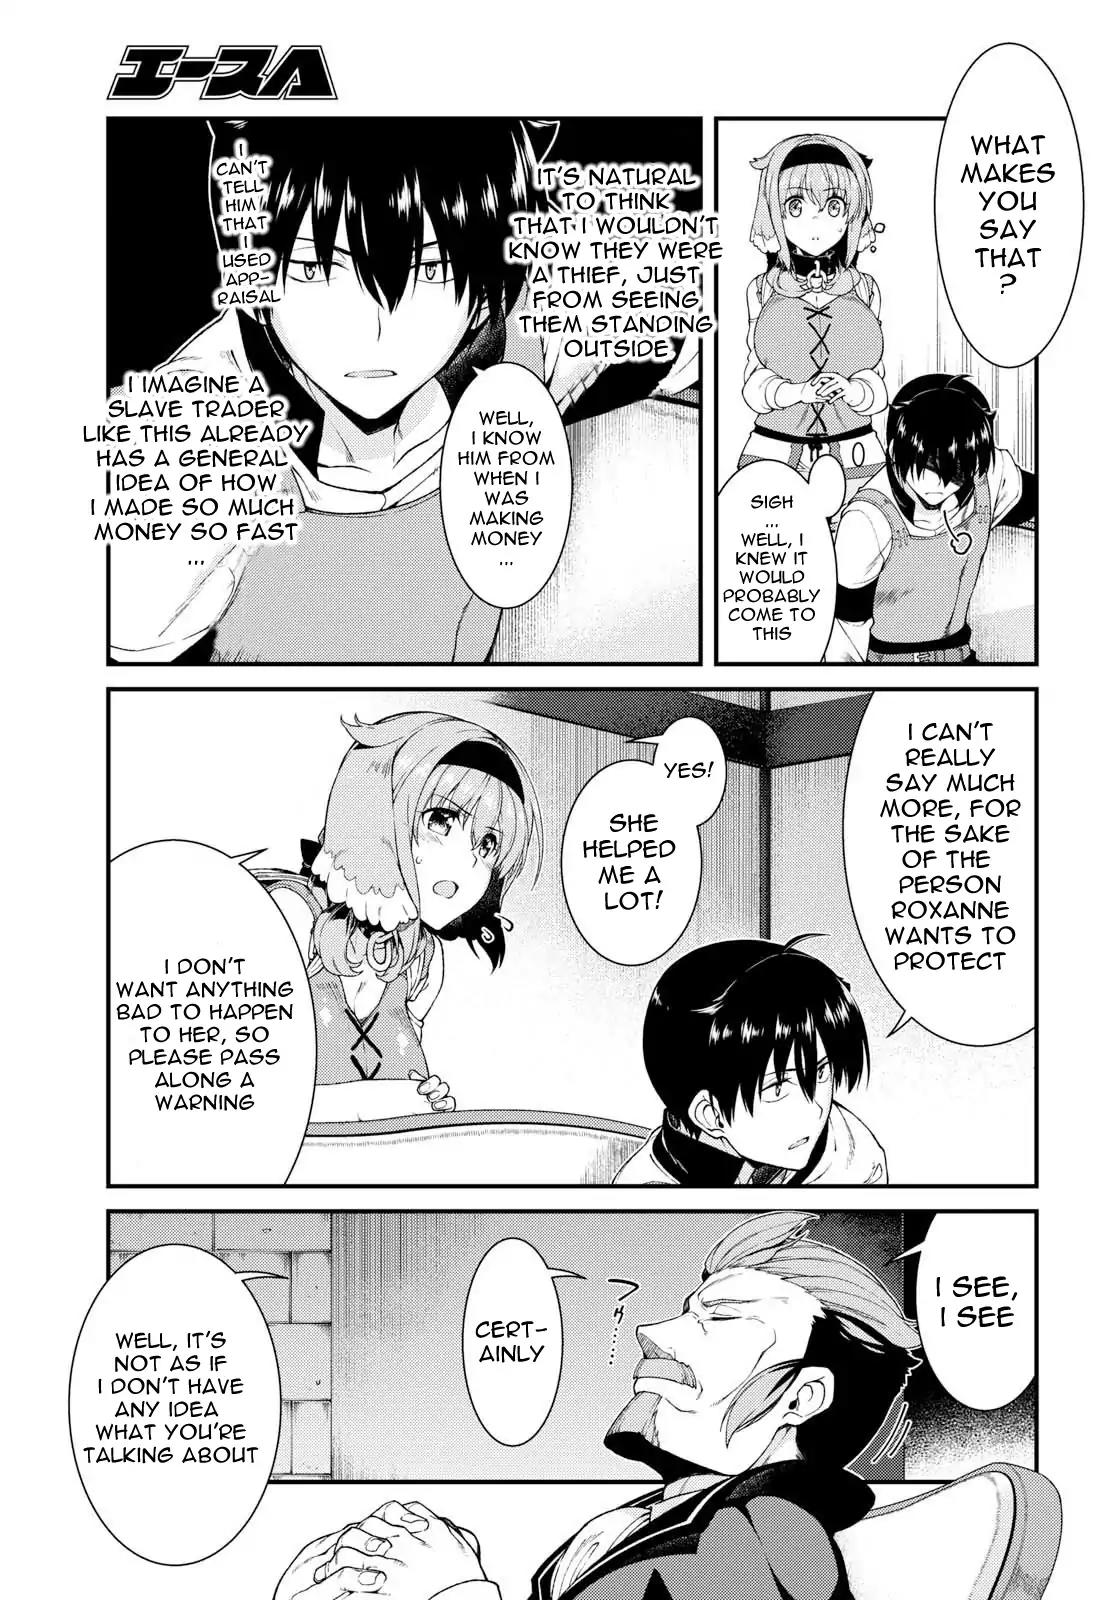 エースA
WHAT
MAKES
YOU
SAY
THAT
?
SIGH
...
WELL, I
KNEW IT
WOULD
PROBABLY
COME TO
THIS
IT'S NATURAL
TO THINK
THAT I WOULDN'T
KNOW THEY WERE
A THIEF, JUST
FROM SEEING
THEM STANDING
OUTSIDE
WELL,
I KNOW
HIM FROM
WHEN I
WAS
MAKING
MONEY
...
I
CAN'T
TELL
HIM
THAT
I
USED
APP-
RAISAL
I IMAGINE A
SLAVE TRADER
LIKE THIS ALREADY
HAS A GENERAL
IDEA OF HOW
I MADE SO MUCH
MONEY SO FAST
...
I CAN'T
REALLY
SAY MUCH
MORE, FOR
THE SAKE
OF THE
PERSON
ROXANNE
WANTS TO
PROTECT
YES!
SHE
HELPED
ME A
LOT!
I DON'T
WANT ANYTHING
BAD TO HAPPEN
TO HER, SO
PLEASE PASS
ALONG A
WARNING
I SEE,
I SEE
CERT-
AINLY
WELL, IT'S
NOT AS IF
I DON'T HAVE
ANY IDEA
WHAT YOU'RE
TALKING ABOUT